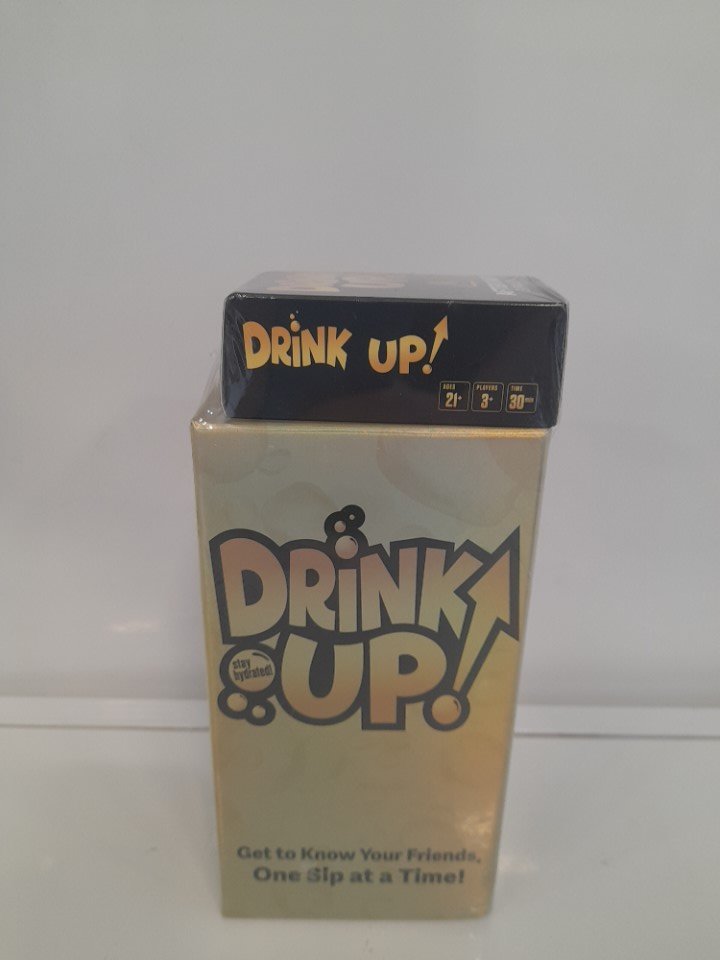 DRiNK UP!
AGES
21+
PLAYERS
3+
TIME
30min
DRiNK
UP!
stay
hydrated!
Get to Know Your Friends,
One Sip at a Time!